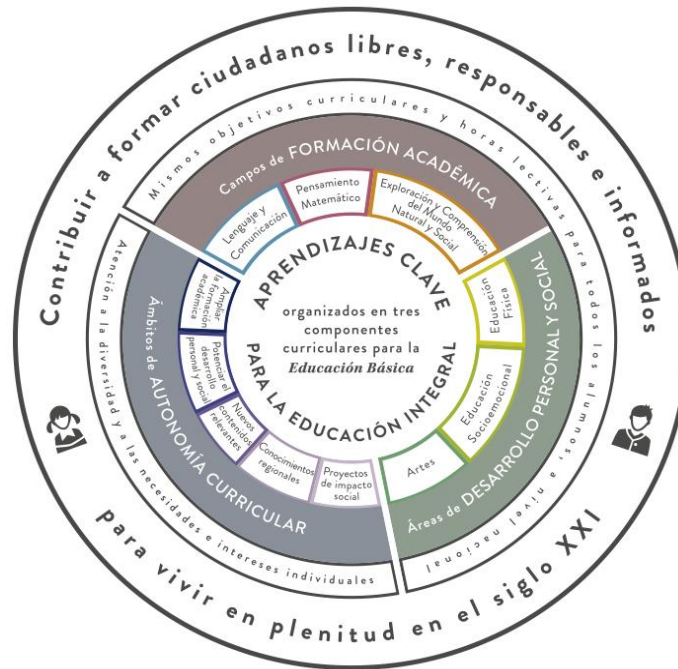 Contribuir a formar ciudadanos libres, responsables e informados
para vivir en plenitud en el siglo XXI
Mismos objetivos curriculares y horas lectivas para todos los alumnos, a nivel nacional
Atención a la diversidad y a las necesidades e intereses individuales
Campos de FORMACIÓN ACADÉMICA
Lenguaje y
Comunicación
Pensamiento
Matemático
Exploración y Comprensión
del Mundo
Natural y Social
Áreas de DESARROLLO PERSONAL Y SOCIAL
Educación
Física
Educación
Socioemocional
Artes
Ámbitos de AUTONOMÍA CURRICULAR
Ampliar
la formación
académica
Potenciar el
desarrollo
personal y social
Nuevos
contenidos
relevantes
Conocimientos
regionales
Proyectos
de impacto
social
APRENDIZAJES CLAVE
organizados en tres
componentes
curriculares para la
Educación Básica
PARA LA EDUCACIÓN INTEGRAL